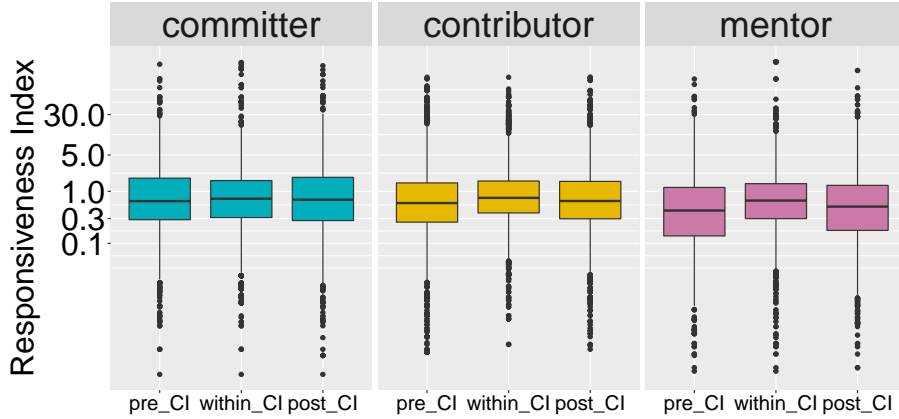 committer contributor mentor
Responsiveness Index
30.0
5.0
1.0
0.3
0.1
pre_CI within_CI post_CI pre_CI within_CI post_CI pre_CI within_CI post_CI